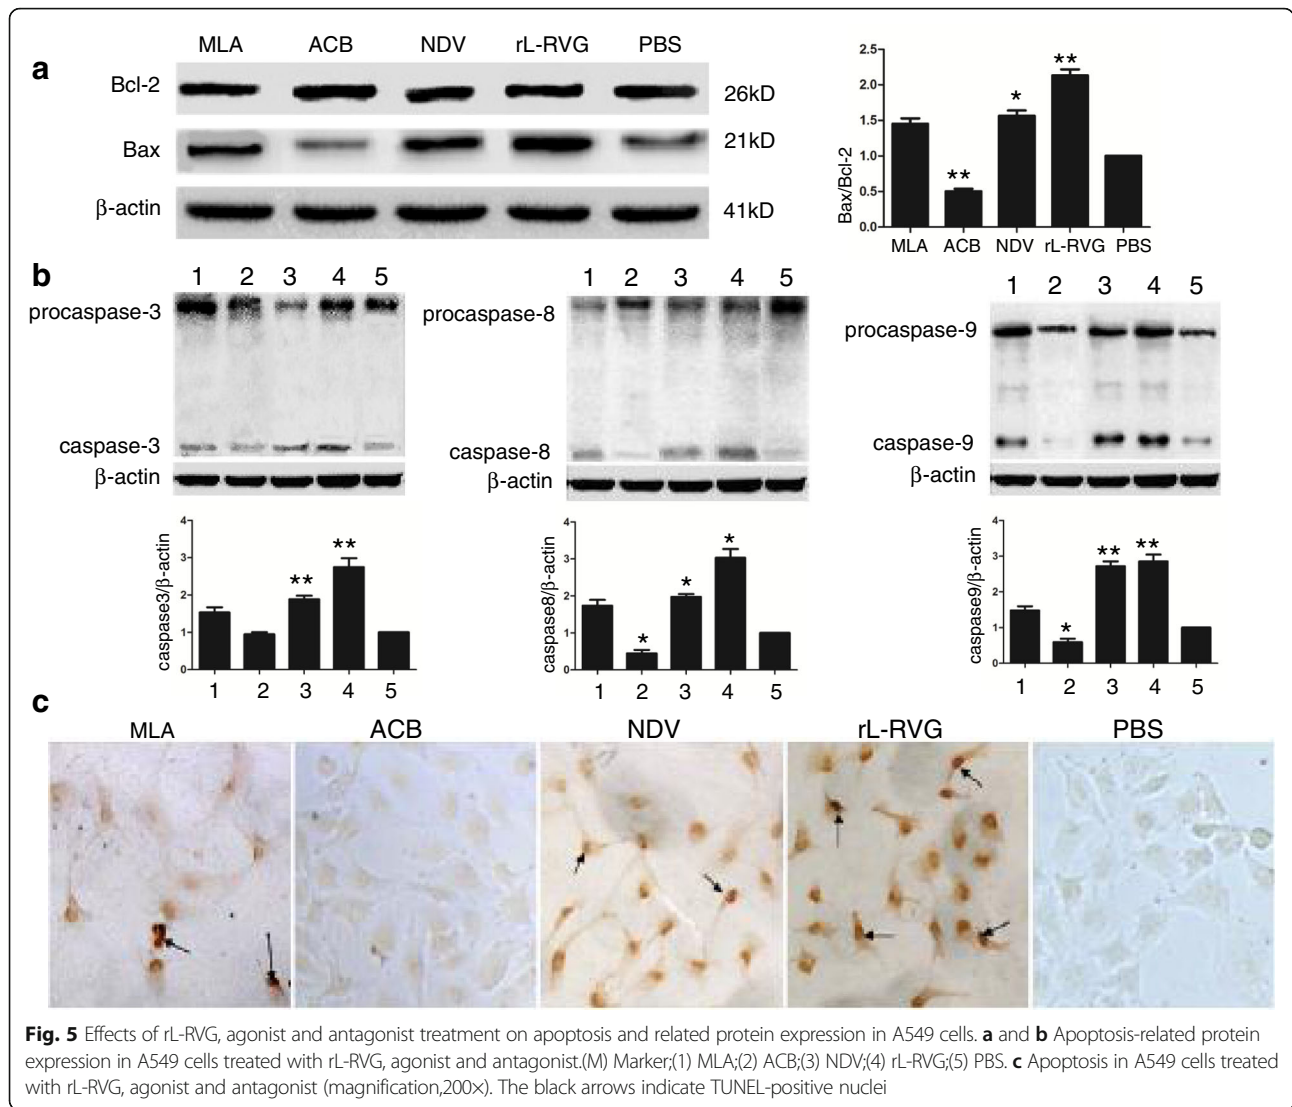 MLA ACB NDV rL-RVG PBS
a
Bcl-2 26kD
Bax 21kD
β-actin 41kD
Bax/Bcl-2
2.5
2.0
1.5
1.0
0.5
0.0
** * **
MLA ACB NDV rL-RVG PBS
b
1 2 3 4 5
procaspase-3
caspase-3
β-actin
1 2 3 4 5
procaspase-8
caspase-8
β-actin
1 2 3 4 5
procaspase-9
caspase-9
β-actin
caspase3/β-actin
4
3
2
1
0
** **
1 2 3 4 5
caspase8/β-actin
4
3
2
1
0
* * *
1 2 3 4 5
caspase9/β-actin
4
3
2
1
0
* ** **
1 2 3 4 5
c
MLA ACB NDV rL-RVG PBS
Fig. 5 Effects of rL-RVG, agonist and antagonist treatment on apoptosis and related protein expression in A549 cells. a and b Apoptosis-related protein
expression in A549 cells treated with rL-RVG, agonist and antagonist.(M) Marker;(1) MLA;(2) ACB;(3) NDV;(4) rL-RVG;(5) PBS. c Apoptosis in A549 cells treated
with rL-RVG, agonist and antagonist (magnification,200×). The black arrows indicate TUNEL-positive nuclei